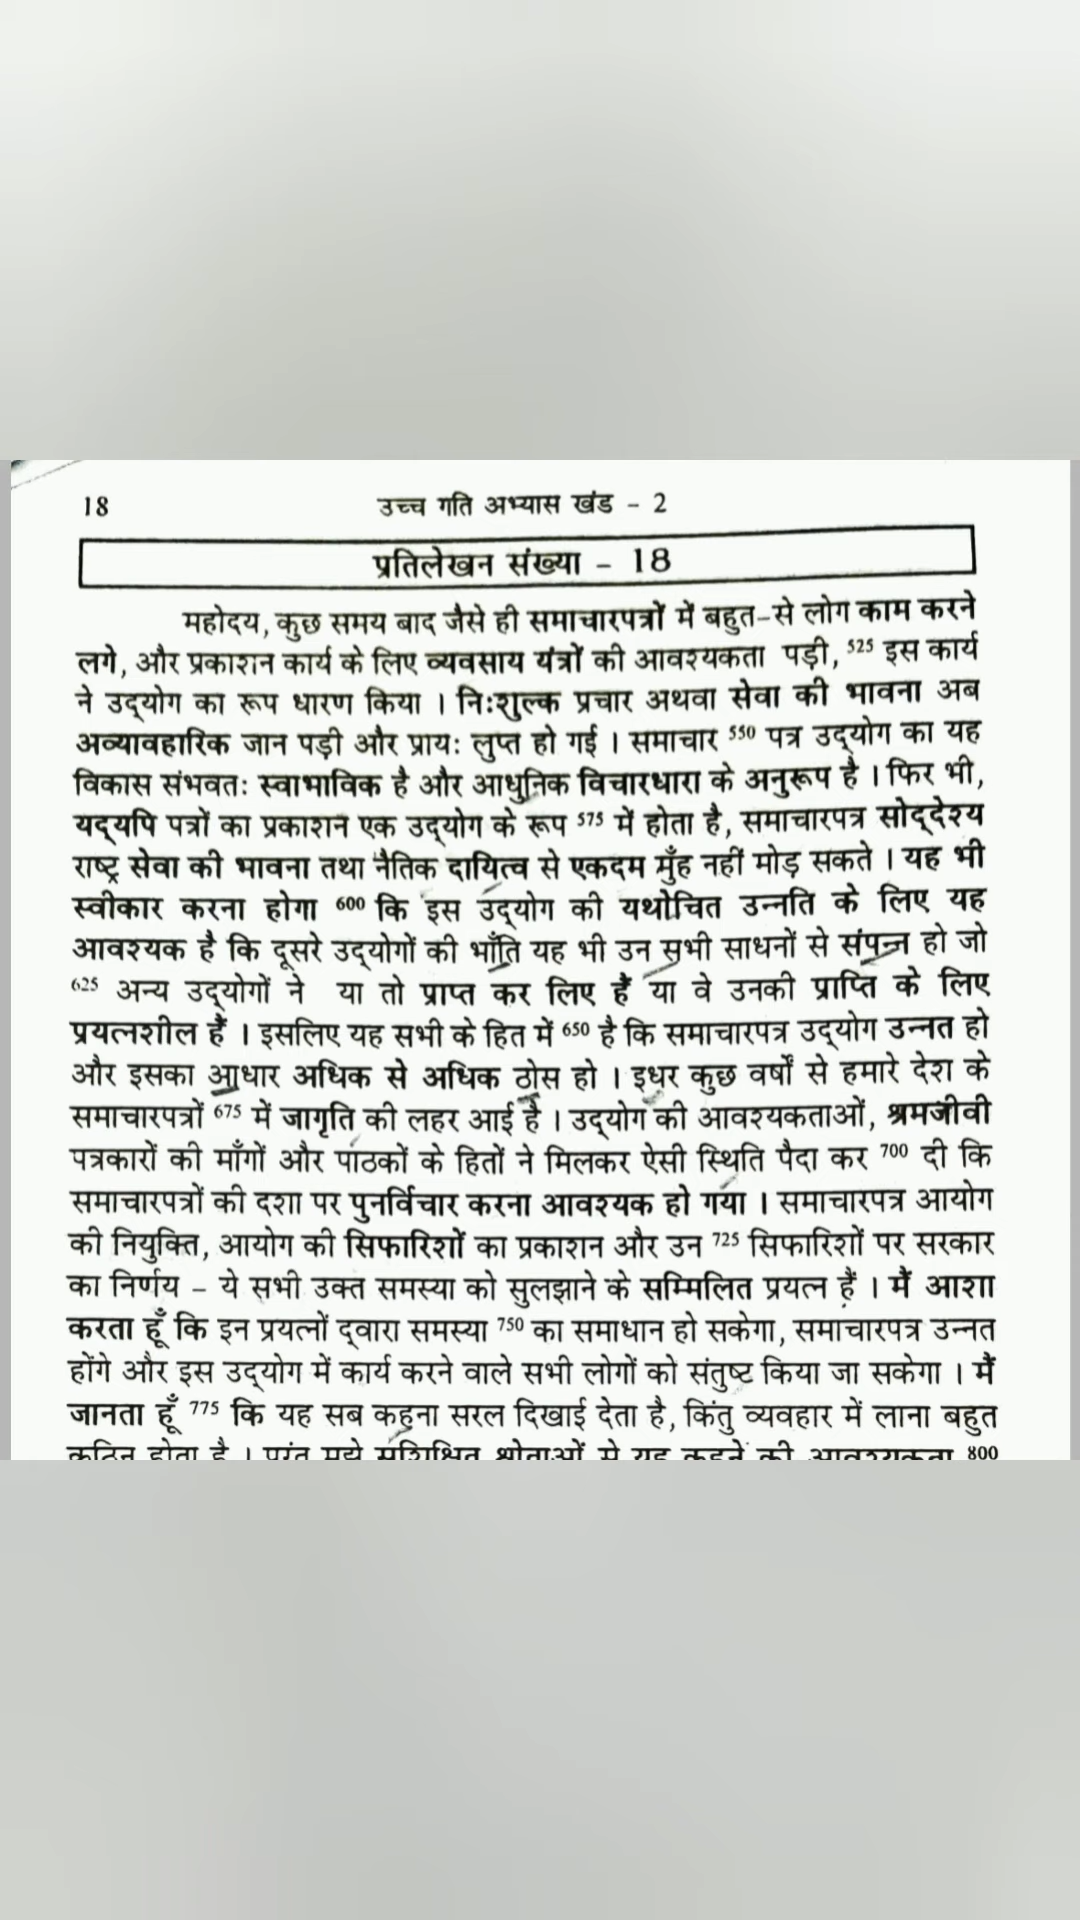 18 उच्च गति अभ्यास खंड - 2
प्रतिलेखन संख्या - 18
महोदय, कुछ समय बाद जैसे ही समाचारपत्रों में बहुत-से लोग काम करने
लगे, और प्रकाशन कार्य के लिए व्यवसाय यंत्रों की आवश्यकता पड़ी, 525 इस कार्य
ने उद्योग का रूप धारण किया । निःशुल्क प्रचार अथवा सेवा की भावना अब
अव्यावहारिक जान पड़ी और प्रायः लुप्त हो गई । समाचार 550 पत्र उद्योग का यह
विकास संभवतः स्वाभाविक है और आधुनिक विचारधारा के अनुरूप है । फिर भी,
यद्यपि पत्रों का प्रकाशन एक उद्योग के रूप 575 में होता है, समाचारपत्र सोद्देश्य
राष्ट्र सेवा की भावना तथा नैतिक दायित्व से एकदम मुँह नहीं मोड़ सकते । यह भी
स्वीकार करना होगा 600 कि इस उद्योग की यथोचित उन्नति के लिए यह
आवश्यक है कि दूसरे उद्योगों की भाँति यह भी उन सभी साधनों से संपन्न हो जो
625 अन्य उद्योगों ने या तो प्राप्त कर लिए हैं या वे उनकी प्राप्ति के लिए
प्रयत्नशील हैं । इसलिए यह सभी के हित में 650 है कि समाचारपत्र उद्योग उन्नत हो
और इसका आधार अधिक से अधिक ठोस हो । इधर कुछ वर्षों से हमारे देश के
समाचारपत्रों 675 में जागृति की लहर आई है । उद्योग की आवश्यकताओं, श्रमजीवी
पत्रकारों की माँगों और पाठकों के हितों ने मिलकर ऐसी स्थिति पैदा कर 700 दी कि
समाचारपत्रों की दशा पर पुनर्विचार करना आवश्यक हो गया । समाचारपत्र आयोग
की नियुक्ति, आयोग की सिफारिशों का प्रकाशन और उन 725 सिफारिशों पर सरकार
का निर्णय – ये सभी उक्त समस्या को सुलझाने के सम्मिलित प्रयत्न हैं । मैं आशा
करता हूँ कि इन प्रयत्नों द्वारा समस्या 750 का समाधान हो सकेगा, समाचारपत्र उन्नत
होंगे और इस उद्योग में कार्य करने वाले सभी लोगों को संतुष्ट किया जा सकेगा । मैं
जानता हूँ 775 कि यह सब कहना सरल दिखाई देता है, किंतु व्यवहार में लाना बहुत
कठिन होता है । परंतु मुझे सुशिक्षित श्रोताओं से यह कहने की आवश्यकता 800